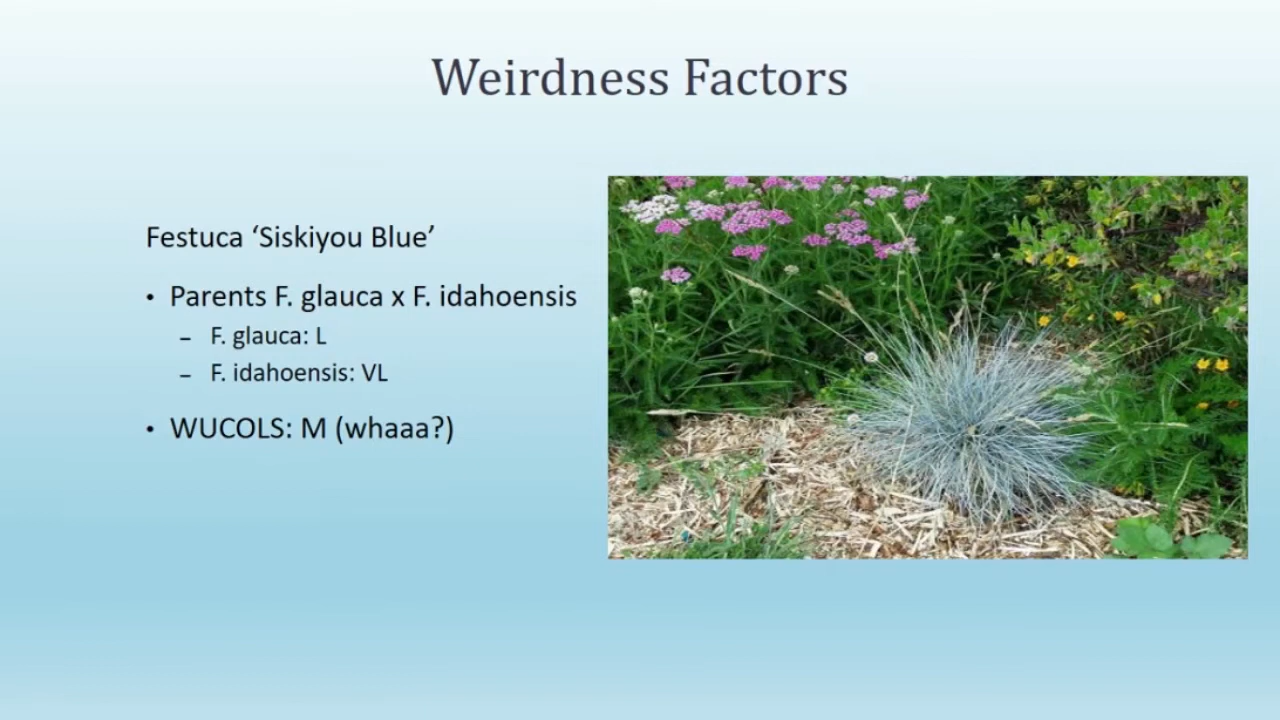 Weirdness Factors
Festuca ‘Siskiyou Blue’
• Parents F. glauca x F. idahoensis
– F. glauca: L
– F. idahoensis: VL
• WUCOLS: M (whaaa?)